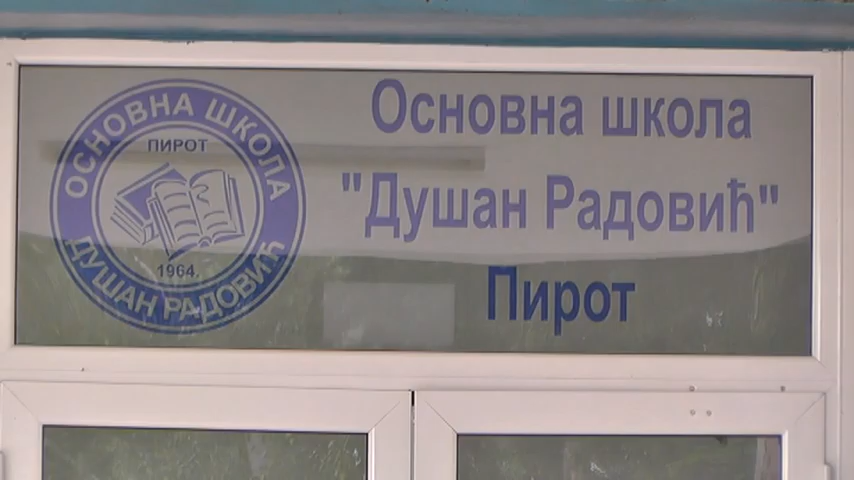 ОСНОВНА ШКОЛА
ПИРОТ
1964.
ДУШАН РАДОВИЋ
Основна школа
"Душан Радовић"
Пирот